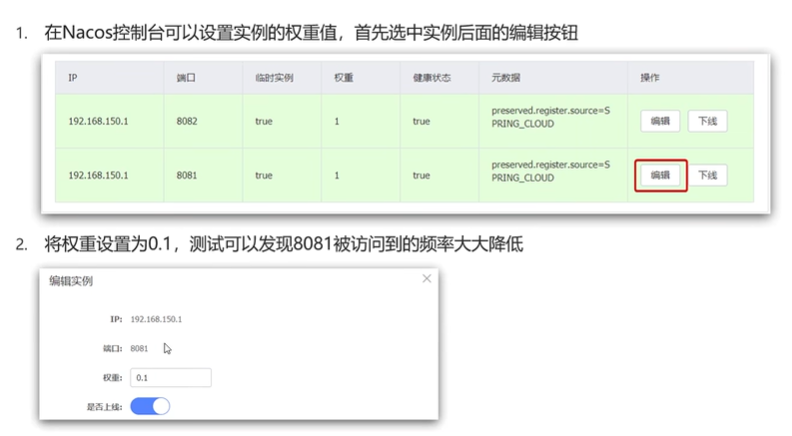 1. 在Nacos控制台可以设置实例的权重值，首先选中实例后面的编辑按钮
IP 端口 临时实例 权重 健康状态 元数据 操作
192.168.150.1 8082 true 1 true preserved.register.source=S
PRING_CLOUD 编辑 下线
192.168.150.1 8081 true 1 true preserved.register.source=S
PRING_CLOUD 编辑 下线
2. 将权重设置为0.1，测试可以发现8081被访问到的频率大大降低
编辑实例
IP: 192.168.150.1
端口: 8081
权重: 0.1
是否上线: